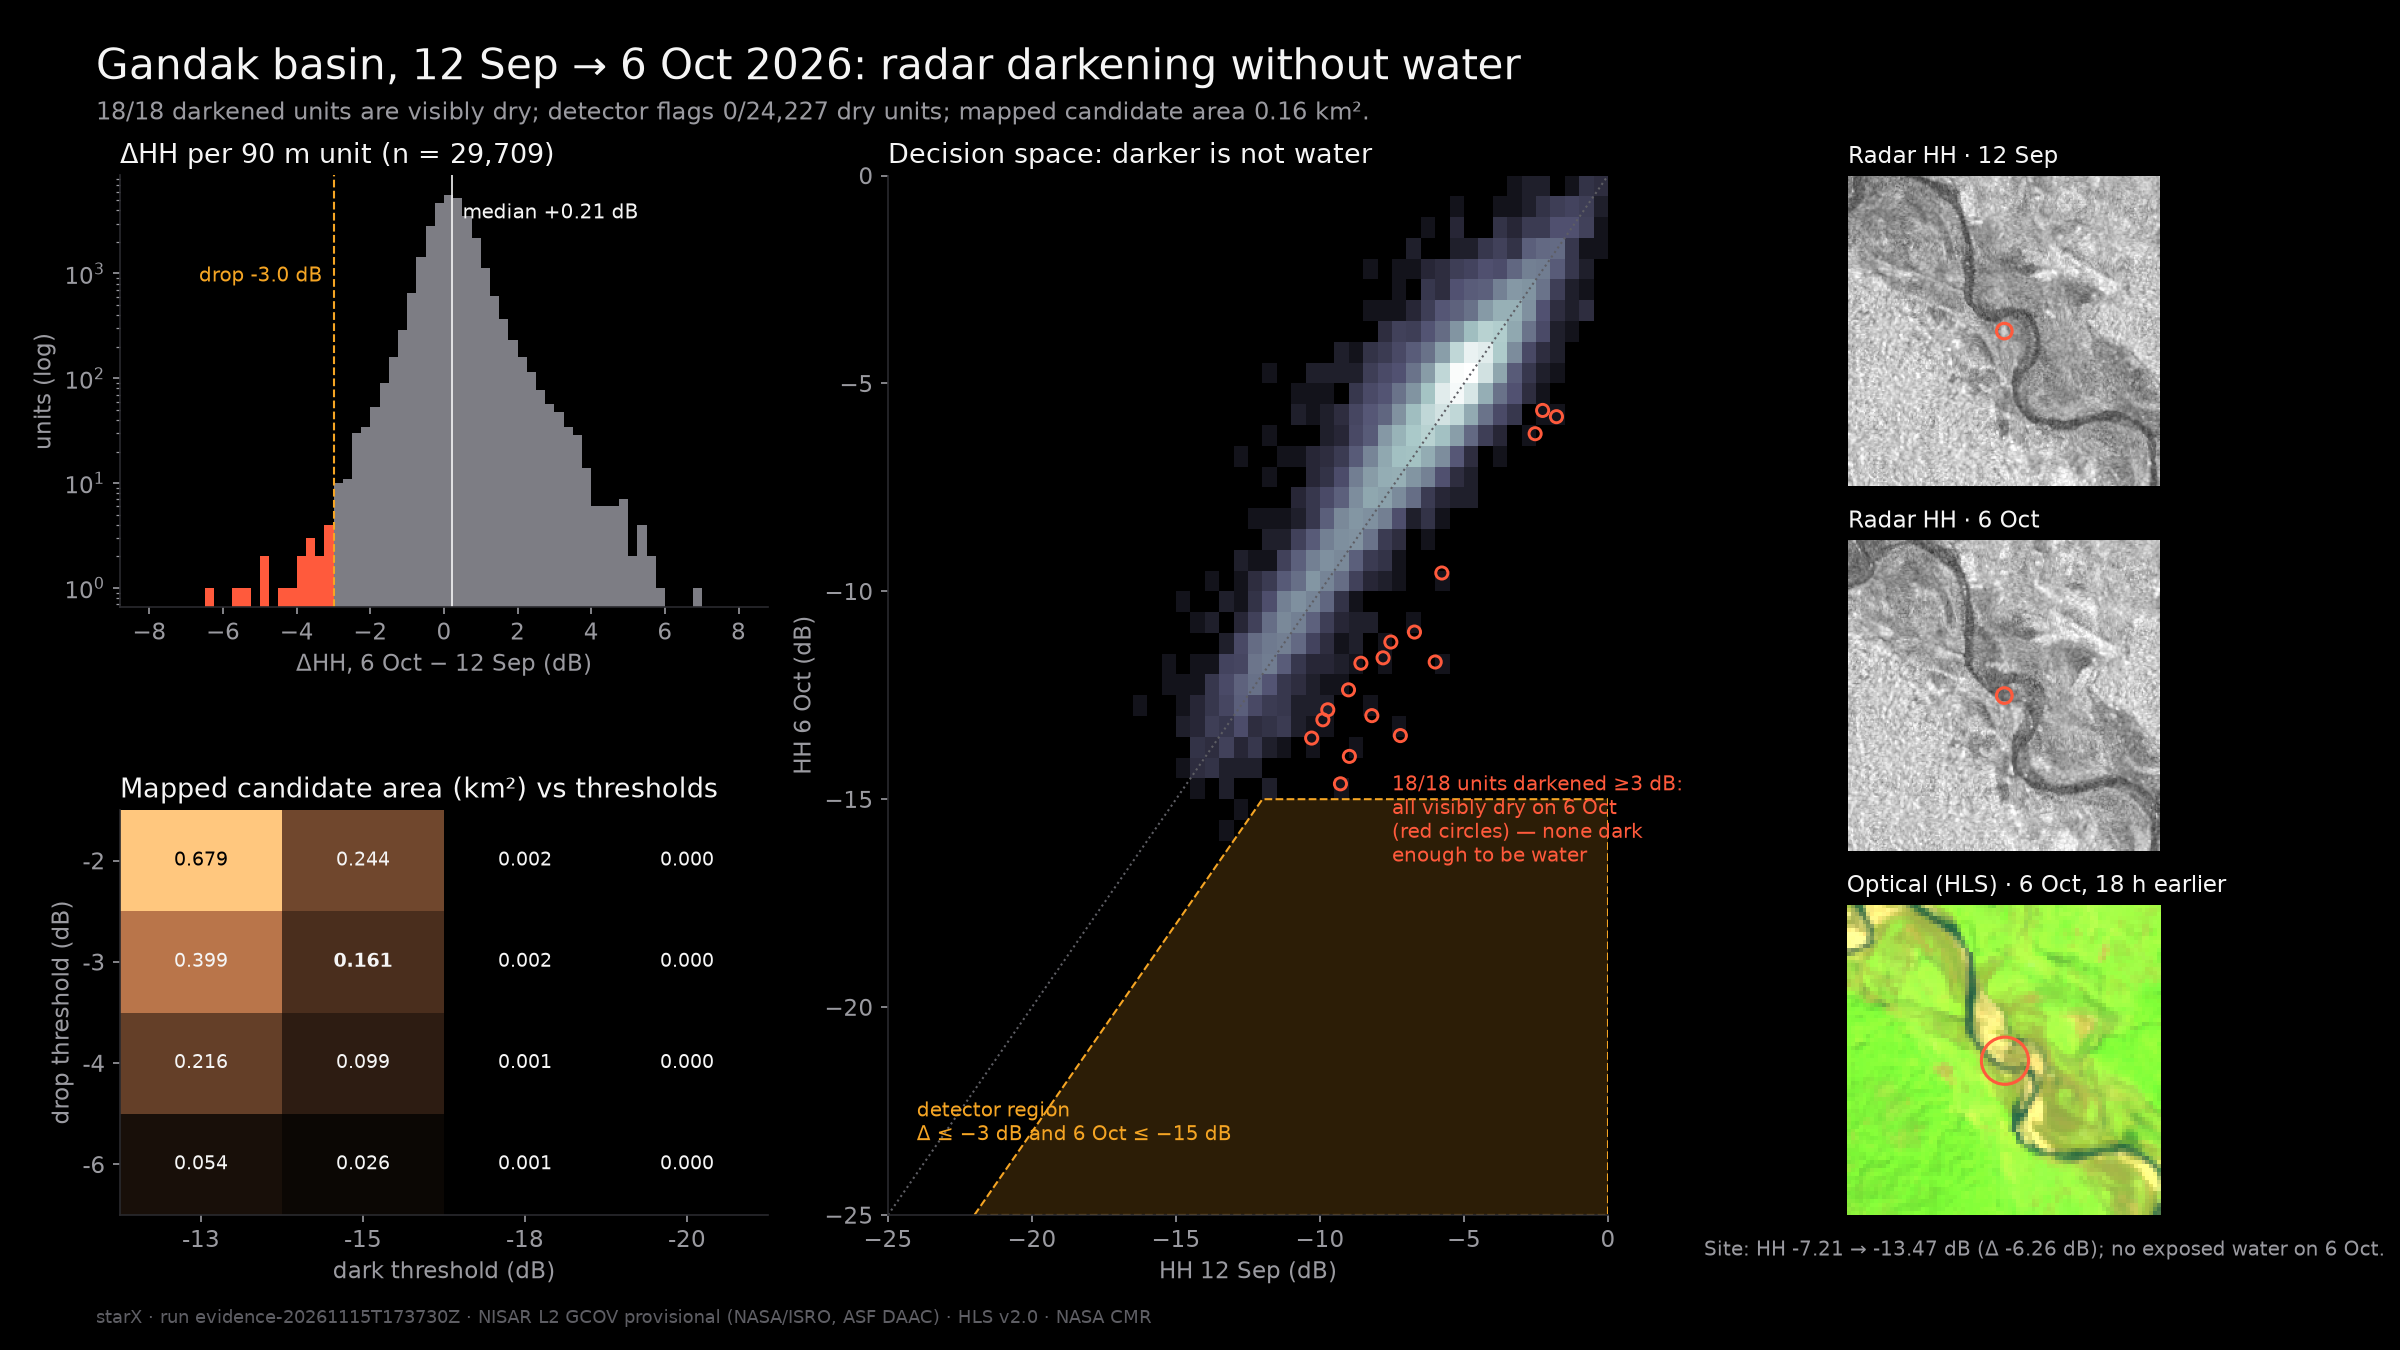 Gandak basin, 12 Sep → 6 Oct 2026: radar darkening without water
18/18 darkened units are visibly dry; detector flags 0/24,227 dry units; mapped candidate area 0.16 km².
ΔHH per 90 m unit (n = 29,709)
median +0.21 dB
drop -3.0 dB
10³
10²
10¹
10⁰
units (log)
−8 −6 −4 −2 0 2 4 6 8
ΔHH, 6 Oct − 12 Sep (dB)
Mapped candidate area (km²) vs thresholds
-2 0.679 0.244 0.002 0.000
-3 0.399 0.161 0.002 0.000
-4 0.216 0.099 0.001 0.000
-6 0.054 0.026 0.001 0.000
drop threshold (dB)
-13 -15 -18 -20
dark threshold (dB)
Decision space: darker is not water
0
−5
−10
−15
−20
−25
HH 6 Oct (dB)
18/18 units darkened ≥3 dB:
all visibly dry on 6 Oct
(red circles) — none dark
enough to be water
detector region
Δ ≤ −3 dB and 6 Oct ≤ −15 dB
−25 −20 −15 −10 −5 0
HH 12 Sep (dB)
Radar HH · 12 Sep
Radar HH · 6 Oct
Optical (HLS) · 6 Oct, 18 h earlier
Site: HH -7.21 → -13.47 dB (Δ -6.26 dB); no exposed water on 6 Oct.
starX · run evidence-20261115T173730Z · NISAR L2 GCOV provisional (NASA/ISRO, ASF DAAC) · HLS v2.0 · NASA CMR